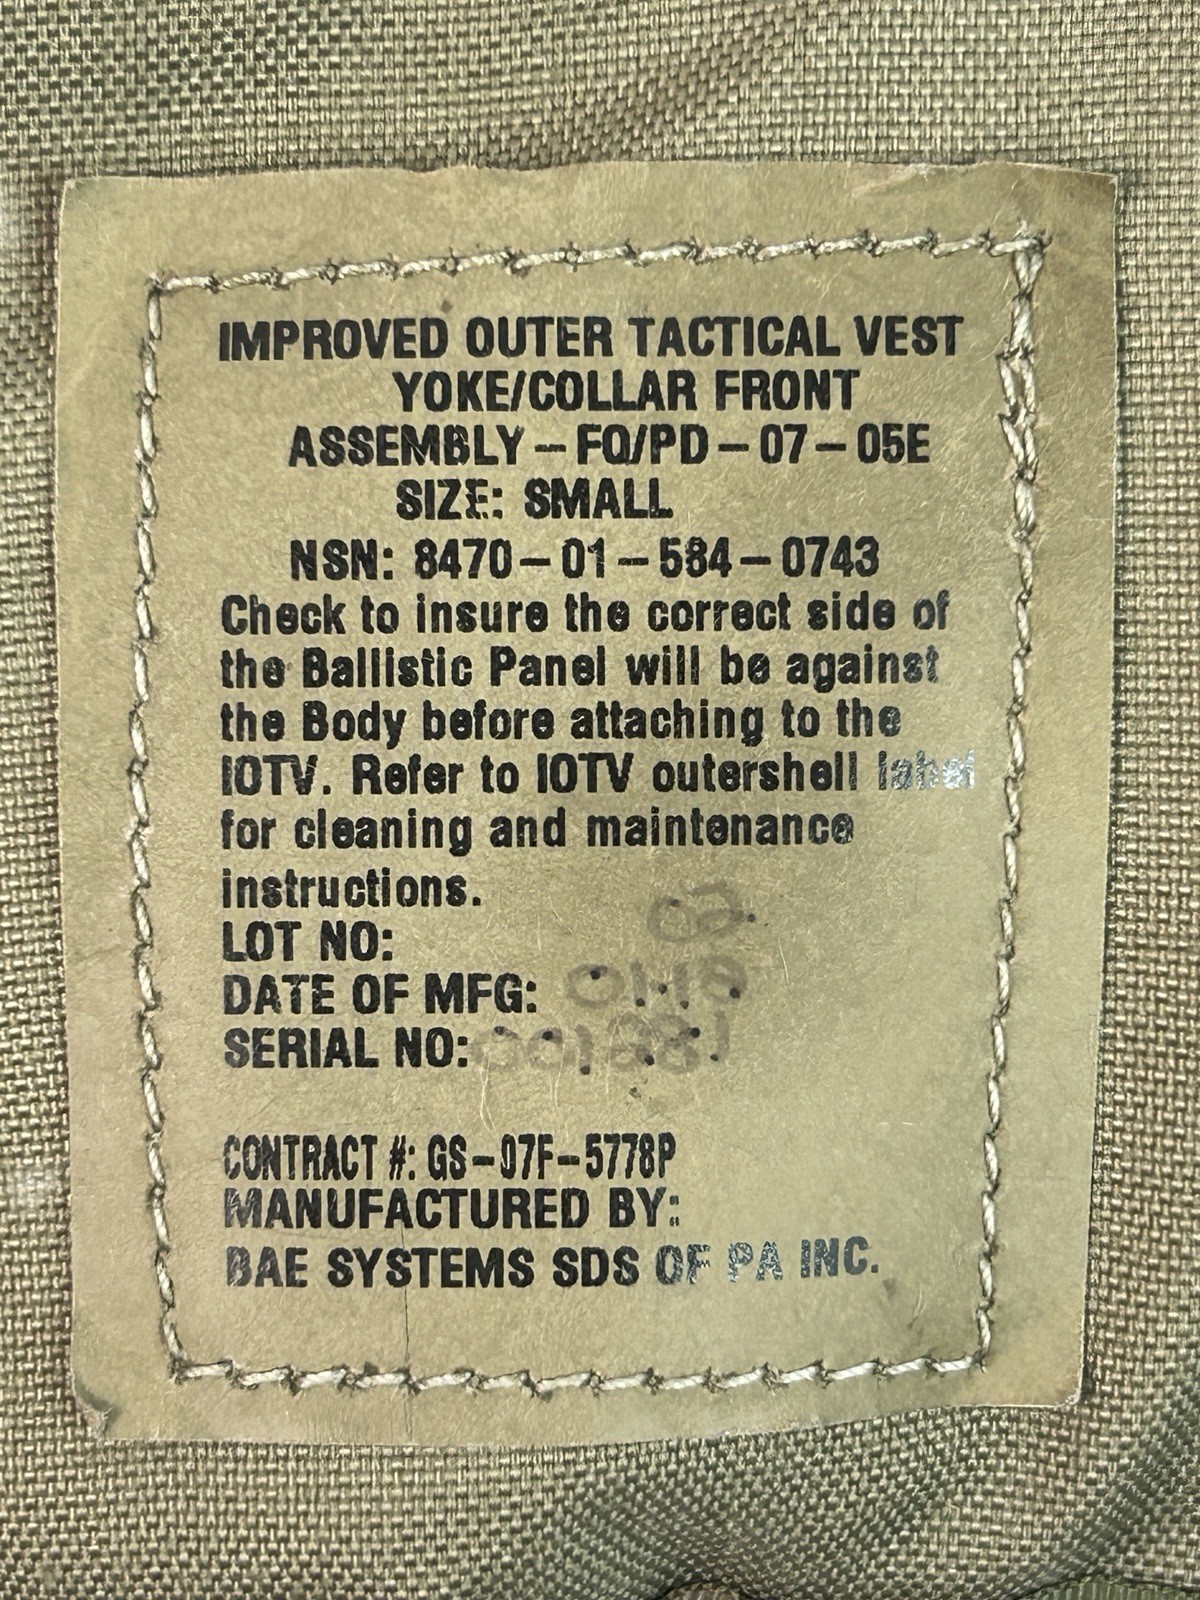 IMPROVED OUTER TACTICAL VEST
YOKE/COLLAR FRONT
ASSEMBLY – FQ/PD – 07 – 05E
SIZE: SMALL
NSN: 8470 – 01 – 584 – 0743
Check to insure the correct side of
the Ballistic Panel will be against
the Body before attaching to the
IOTV. Refer to IOTV outershell label
for cleaning and maintenance
instructions.
LOT NO:
DATE OF MFG:
SERIAL NO:
CONTRACT #: GS – 07F – 5778P
MANUFACTURED BY:
BAE SYSTEMS SDS OF PA INC.